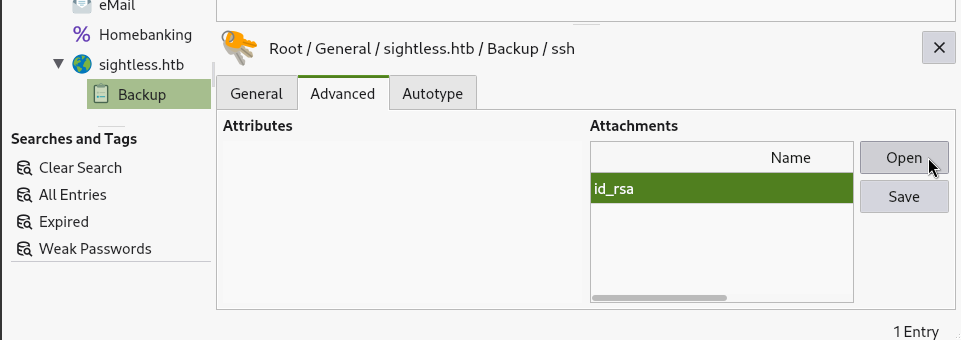 eMail
Homebanking
sightless.htb
Backup
Searches and Tags
Clear Search
All Entries
Expired
Weak Passwords
Root / General / sightless.htb / Backup / ssh
General
Advanced
Autotype
Attributes
Attachments
Name
id_rsa
Open
Save
1 Entry